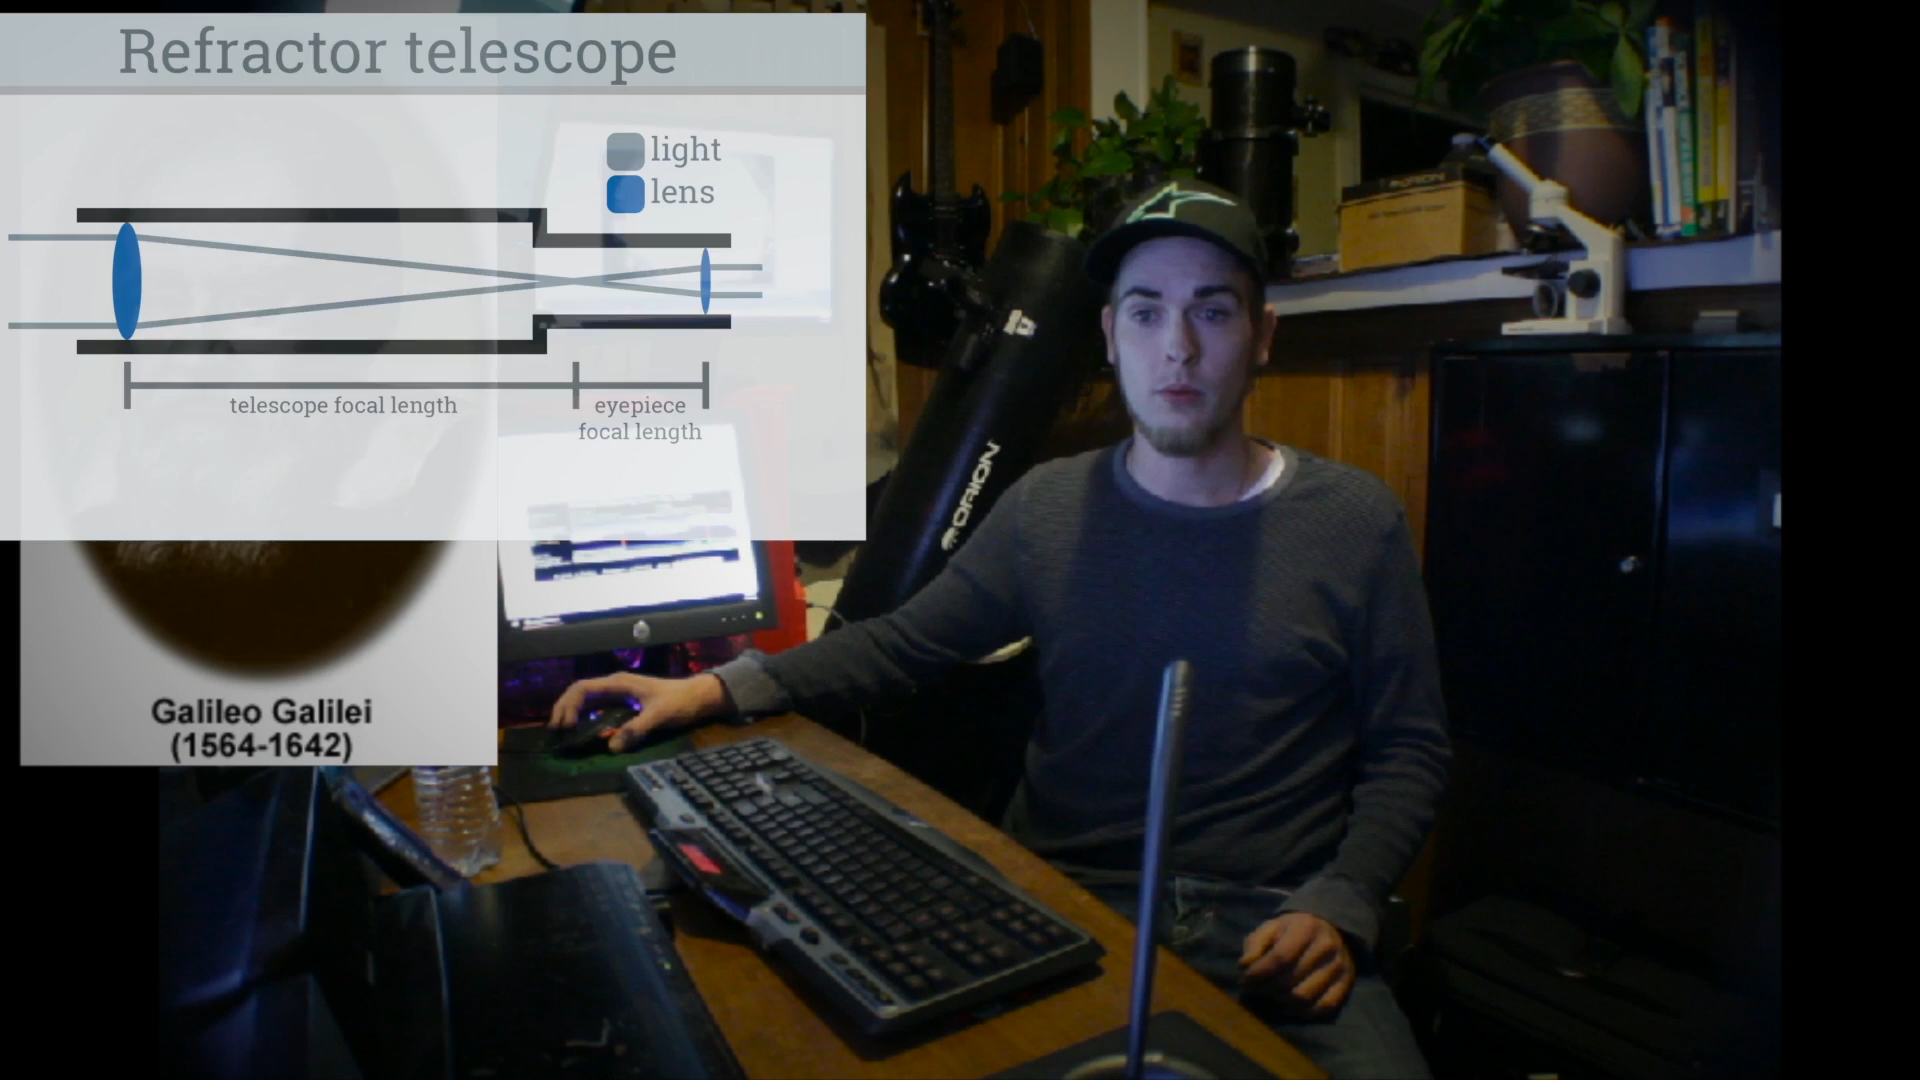 Refractor telescope
light
lens
telescope focal length
eyepiece
focal length
Galileo Galilei
(1564-1642)
ORION